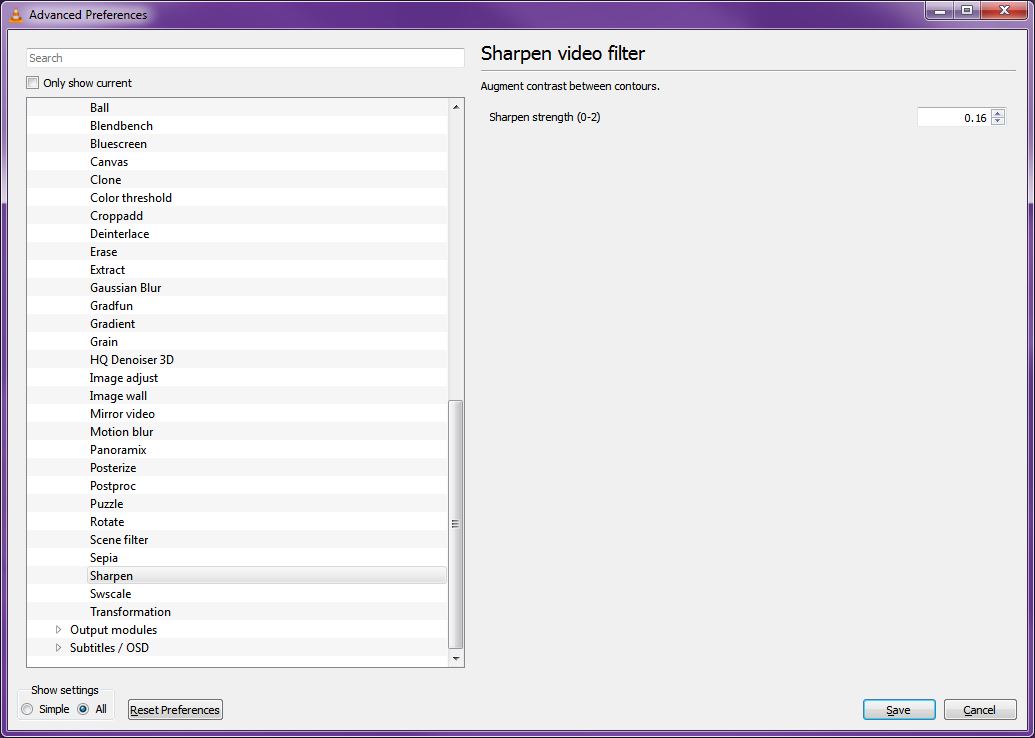 Advanced Preferences
Search
Only show current
Ball
Blendbench
Bluescreen
Canvas
Clone
Color threshold
Croppadd
Deinterlace
Erase
Extract
Gaussian Blur
Gradfun
Gradient
Grain
HQ Denoiser 3D
Image adjust
Image wall
Mirror video
Motion blur
Panoramix
Posterize
Postproc
Puzzle
Rotate
Scene filter
Sepia
Sharpen
Swscale
Transformation
Output modules
Subtitles / OSD
Sharpen video filter
Augment contrast between contours.
Sharpen strength (0-2) 0.16
Show settings
Simple All Reset Preferences Save Cancel